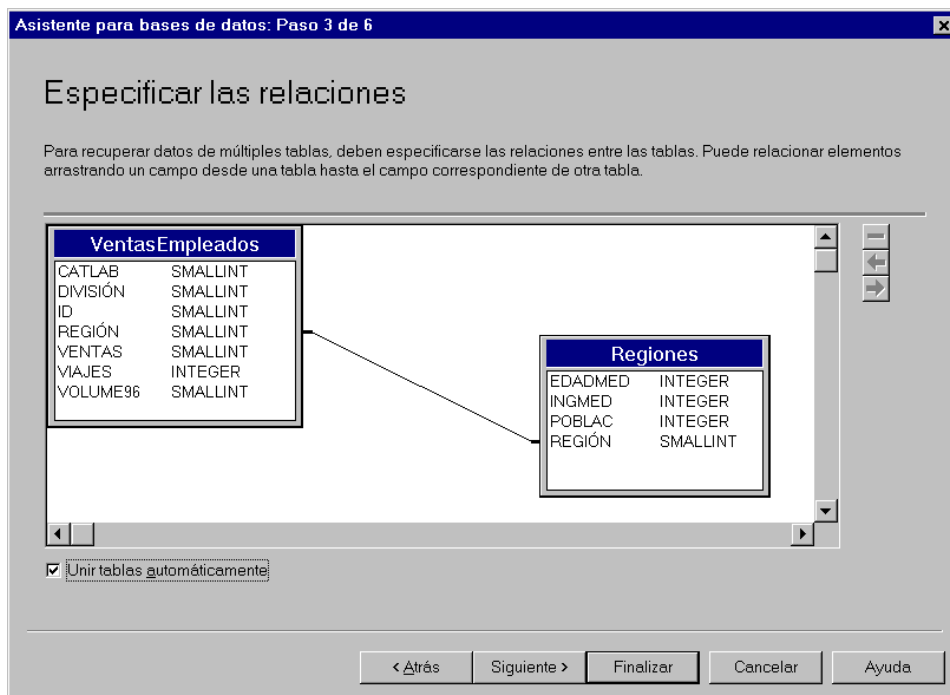 Asistente para bases de datos: Paso 3 de 6
Especificar las relaciones
Para recuperar datos de múltiples tablas, deben especificarse las relaciones entre las tablas. Puede relacionar elementos
arrastrando un campo desde una tabla hasta el campo correspondiente de otra tabla.
VentasEmpleados
CATLAB SMALLINT
DIVISIÓN SMALLINT
ID SMALLINT
REGIÓN SMALLINT
VENTAS SMALLINT
VIAJES INTEGER
VOLUME96 SMALLINT
Regiones
EDADMED INTEGER
INGMED INTEGER
POBLAC INTEGER
REGIÓN SMALLINT
Unir tablas automáticamente
< Atrás Siguiente > Finalizar Cancelar Ayuda